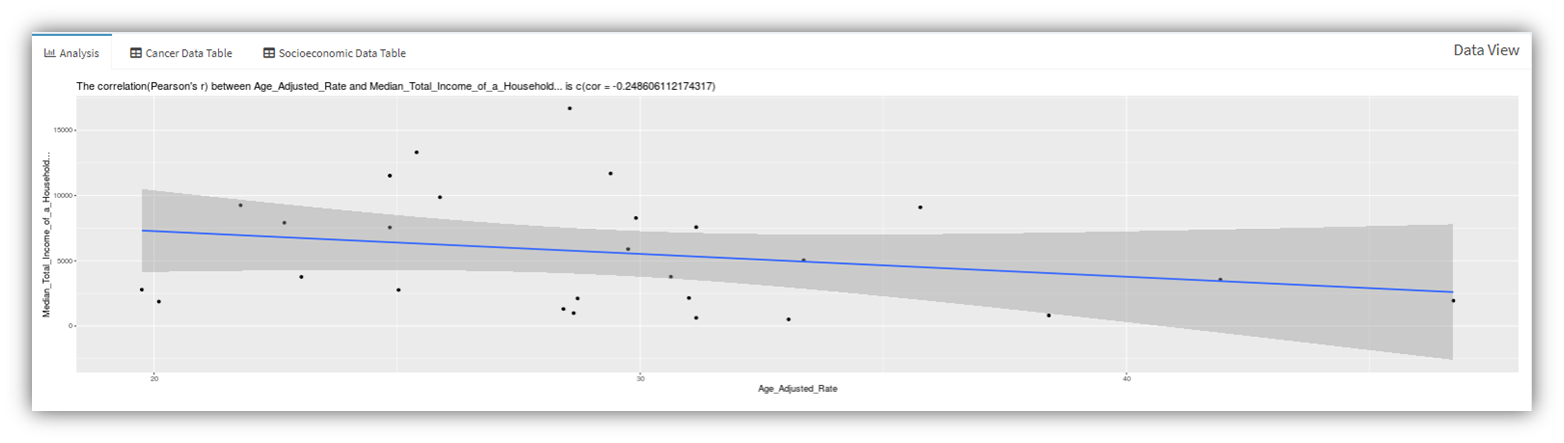 Analysis
Cancer Data Table
Socioeconomic Data Table
Data View
The correlation(Pearson's r) between Age_Adjusted_Rate and Median_Total_Income_of_a_Household... is c(cor = -0.248606112174317)
Median_Total_Income_of_a_Household...
15000
10000
5000
0
20
30
40
Age_Adjusted_Rate